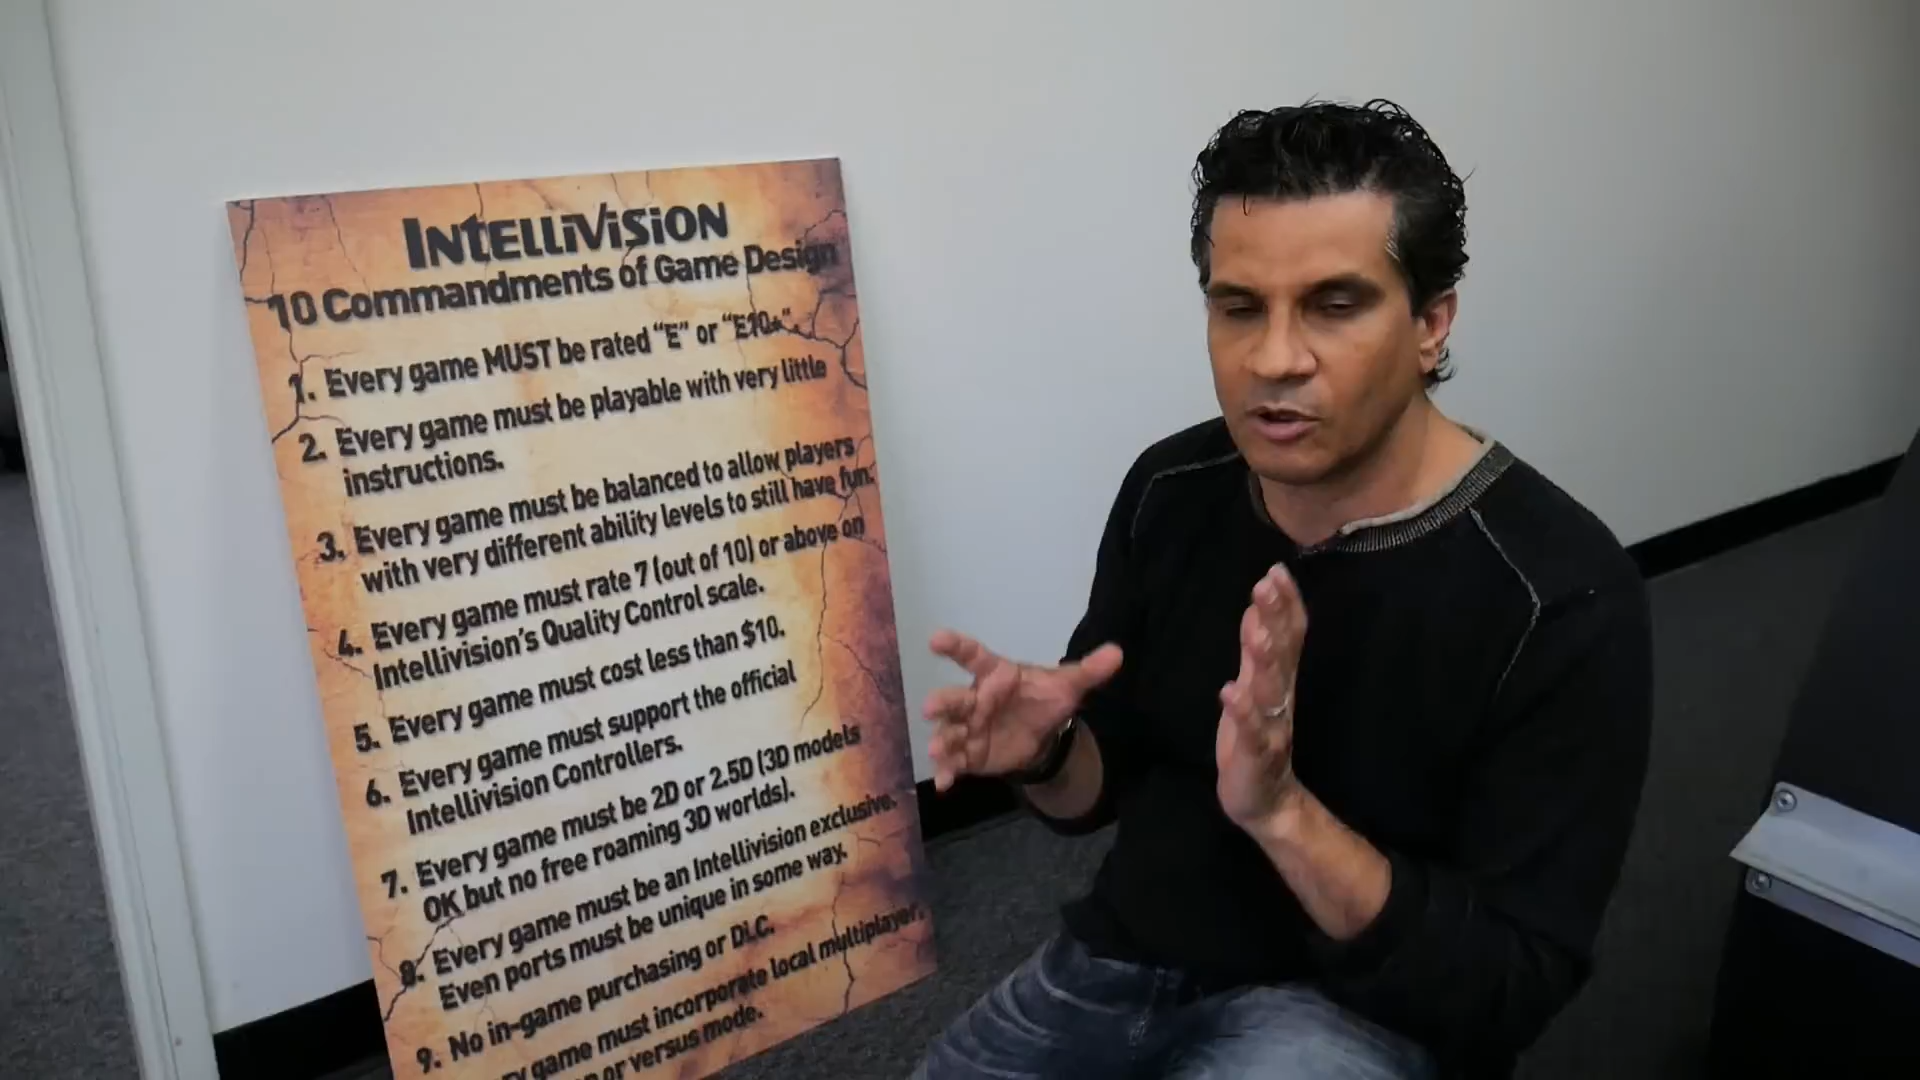 INTELLIVISION
10 Commandments of Game Design
1. Every game MUST be rated “E” or “E10+”.
2. Every game must be playable with very little
instructions.
3. Every game must be balanced to allow players
with very different ability levels to still have fun.
4. Every game must rate 7 (out of 10) or above on
Intellivision’s Quality Control scale.
5. Every game must cost less than $10.
6. Every game must support the official
Intellivision Controllers.
7. Every game must be 2D or 2.5D (3D models
OK but no free roaming 3D worlds).
8. Every game must be an Intellivision exclusive.
Even ports must be unique in some way.
9. No in-game purchasing or DLC.
game must incorporate local multiplayer,
or versus mode.